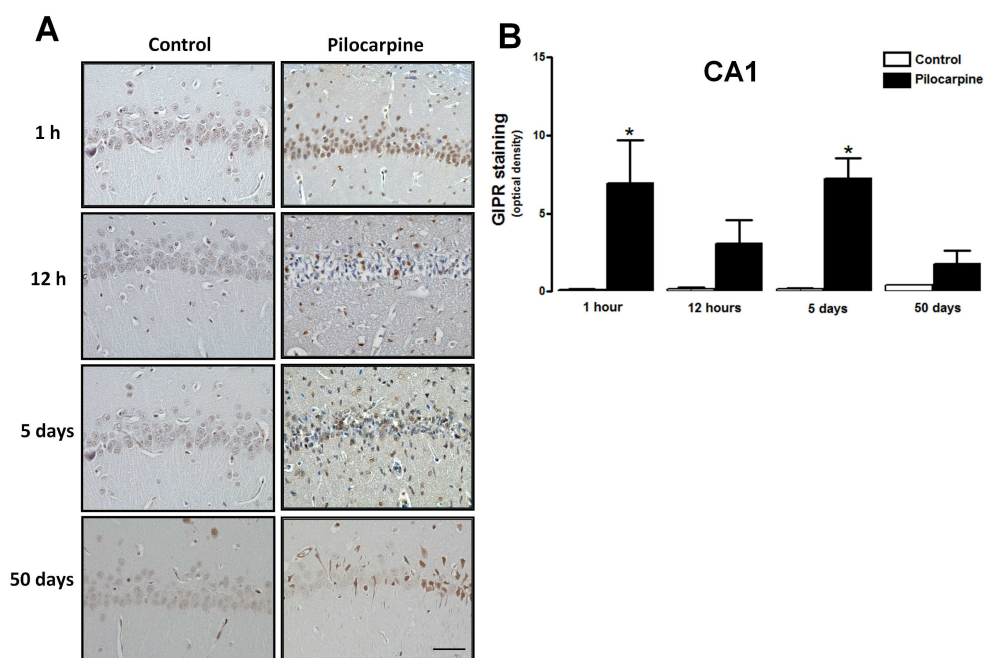 A
Control
Pilocarpine
1 h
12 h
5 days
50 days
B
CA1
Control
Pilocarpine
GIPR staining
(optical density)
15
10
5
0
*
*
1 hour
12 hours
5 days
50 days